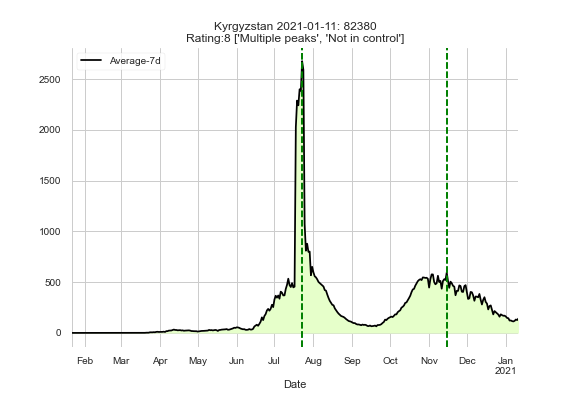 Kyrgyzstan 2021-01-11: 82380
Rating:8 ['Multiple peaks', 'Not in control']
Average-7d
2500
2000
1500
1000
500
0
Feb Mar Apr May Jun Jul Aug Sep Oct Nov Dec Jan
2021
Date